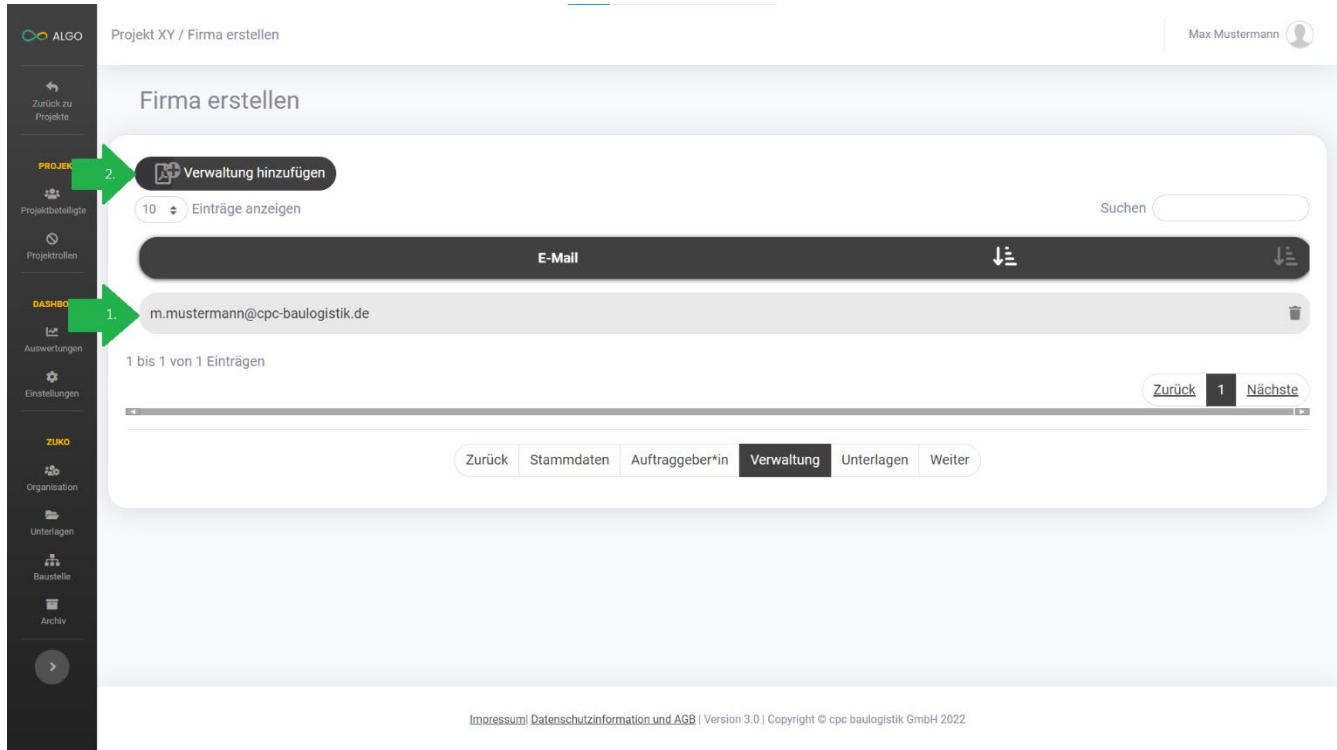 ALGO
Projekt XY / Firma erstellen
Max Mustermann
Zurück zu
Projekte
Firma erstellen
PROJEK
2.
Verwaltung hinzufügen
Projektbeteiligte
10
Einträge anzeigen
Suchen
Projektrollen
E-Mail
DASHBO
1.
m.mustermann@cpc-baulogistik.de
Auswertungen
1 bis 1 von 1 Einträgen
Einstellungen
Zurück 1 Nächste
ZUKO
Zurück Stammdaten Auftraggeber*in Verwaltung Unterlagen Weiter
Organisation
Unterlagen
Baustelle
Archiv
Impressum| Datenschutzinformation und AGB | Version 3.0 | Copyright © cpc baulogistik GmbH 2022